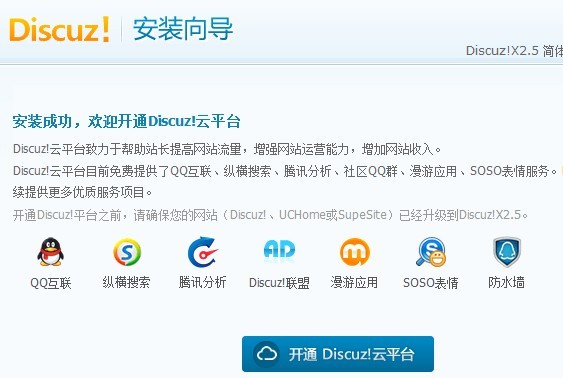 Discuz! 安装向导
Discuz!X2.5 简体
安装成功，欢迎开通Discuz!云平台
Discuz!云平台致力于帮助站长提高网站流量，增强网站运营能力，增加网站收入。
Discuz!云平台目前免费提供了QQ互联、纵横搜索、腾讯分析、社区QQ群、漫游应用、SOSO表情服务。
续提供更多优质服务项目。
开通Discuz!平台之前，请确保您的网站（Discuz!、UCHome或SupeSite）已经升级到Discuz!X2.5。
AD
QQ互联 纵横搜索 腾讯分析 Discuz!联盟 漫游应用 SOSO表情 防水墙
开通 Discuz!云平台